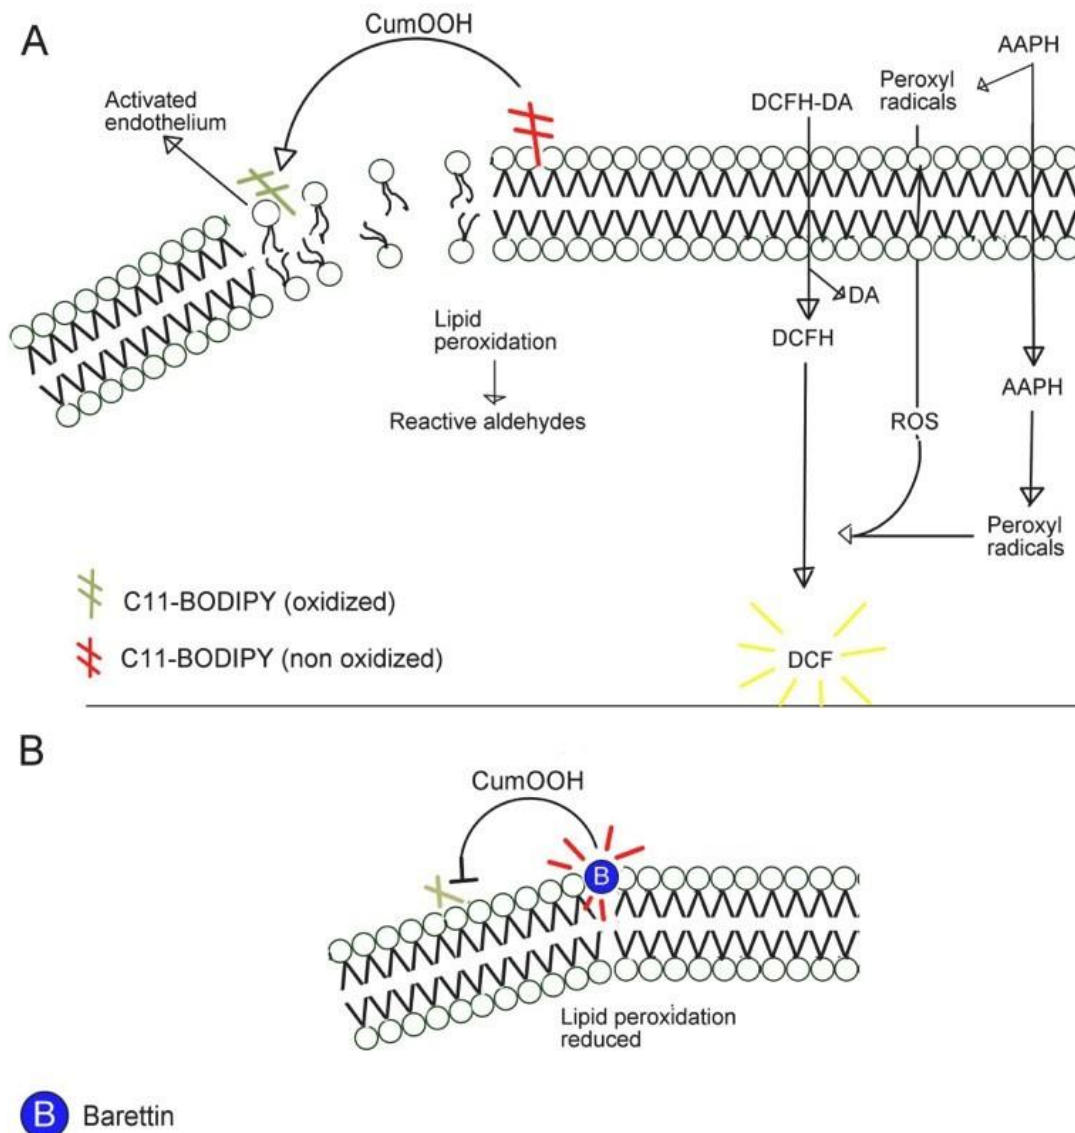 A
CumOOH
AAPH
Activated
endothelium
DCFH-DA
Peroxyl
radicals
DA
Lipid
peroxidation
DCFH
AAPH
Reactive aldehydes
ROS
Peroxyl
radicals
C11-BODIPY (oxidized)
C11-BODIPY (non oxidized)
DCF
B
CumOOH
B
Lipid peroxidation
reduced
B Barettin